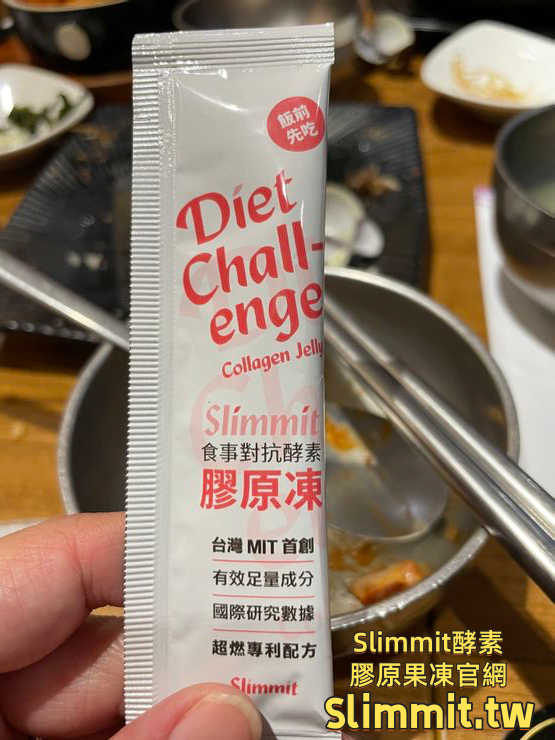 飯前
先吃
Diet
Chall-
enge
Collagen Jelly
Slimmit
食事對抗酵素
膠原凍
台灣 MIT 首創
有效足量成分
國際研究數據
超燃專利配方
Slimmit
Slimmit酵素
膠原果凍官網
Slimmit.tw